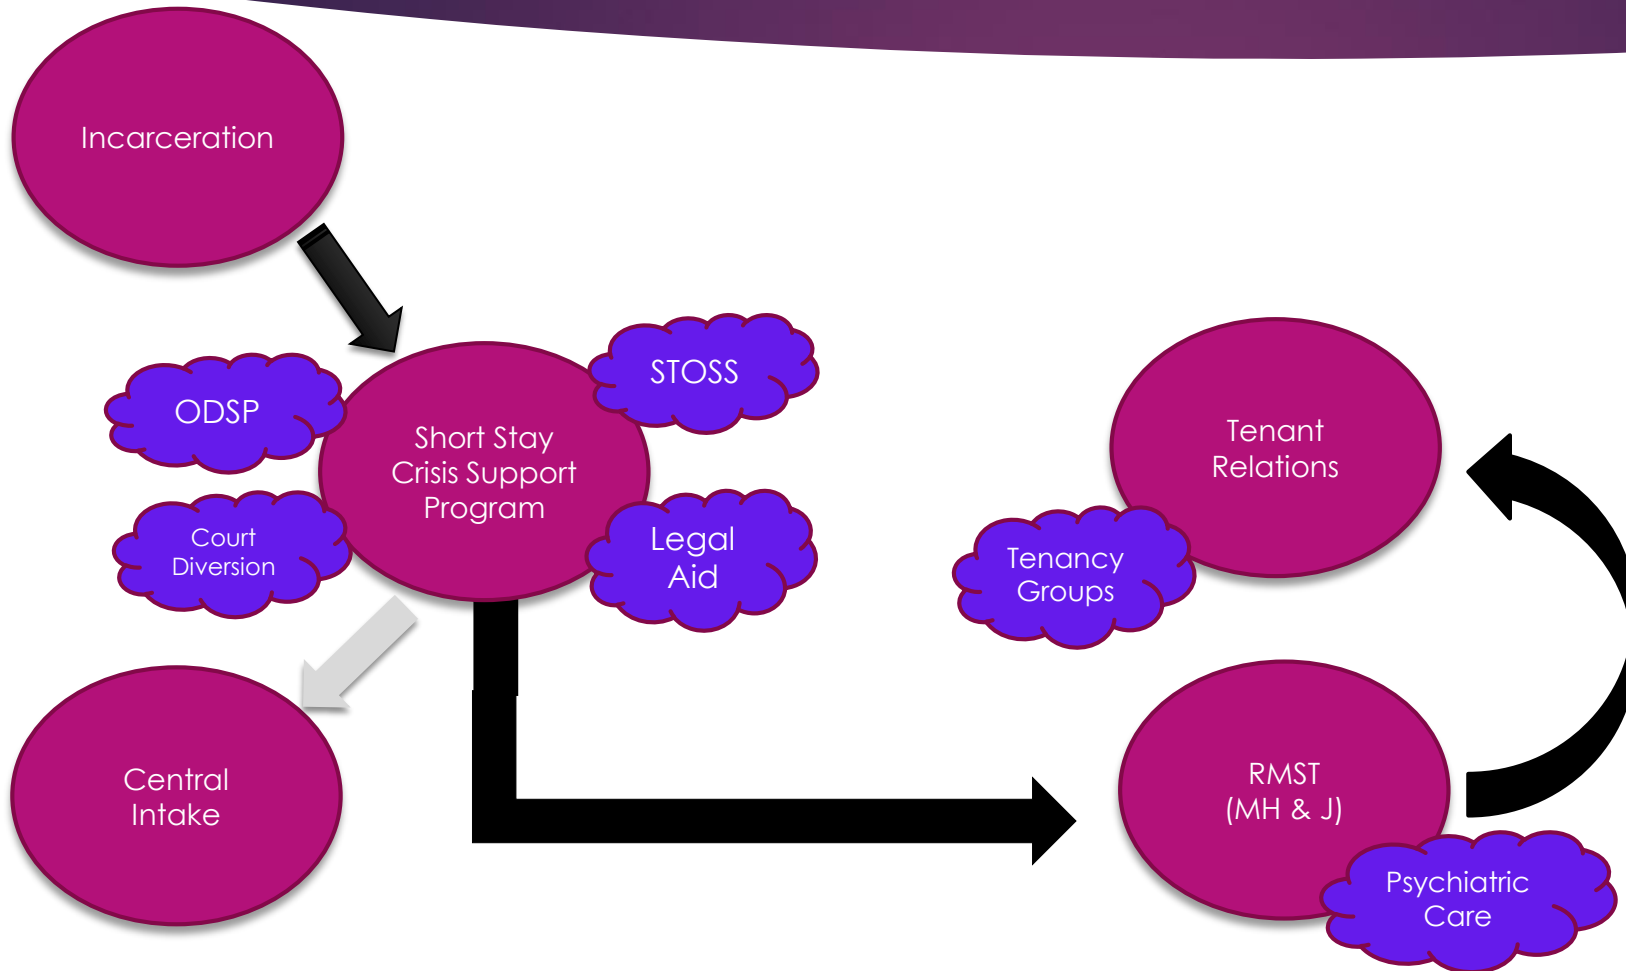 Incarceration
ODSP
STOSS
Short Stay
Crisis Support
Program
Court
Diversion
Legal
Aid
Central
Intake
Tenant
Relations
Tenancy
Groups
RMST
(MH & J)
Psychiatric
Care